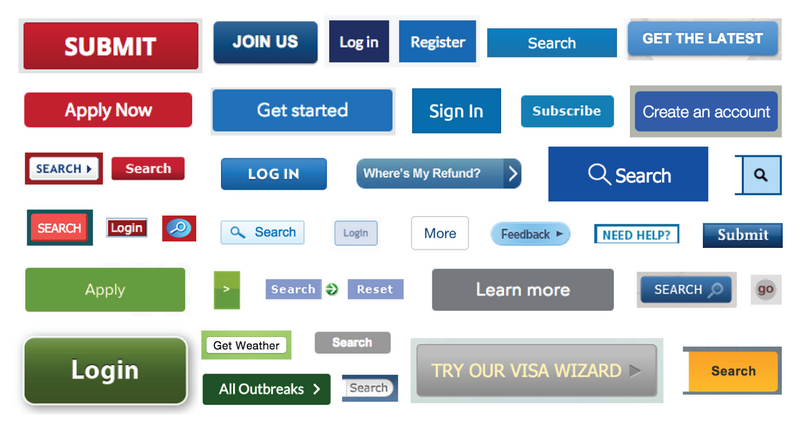 SUBMIT
JOIN US
Log in
Register
Search
GET THE LATEST
Apply Now
Get started
Sign In
Subscribe
Create an account
SEARCH
Search
LOG IN
Where's My Refund?
Search
SEARCH
Login
Search
Login
More
Feedback
NEED HELP?
Submit
Apply
>
Search
Reset
Learn more
SEARCH
go
Login
Get Weather
Search
All Outbreaks
Search
TRY OUR VISA WIZARD
Search